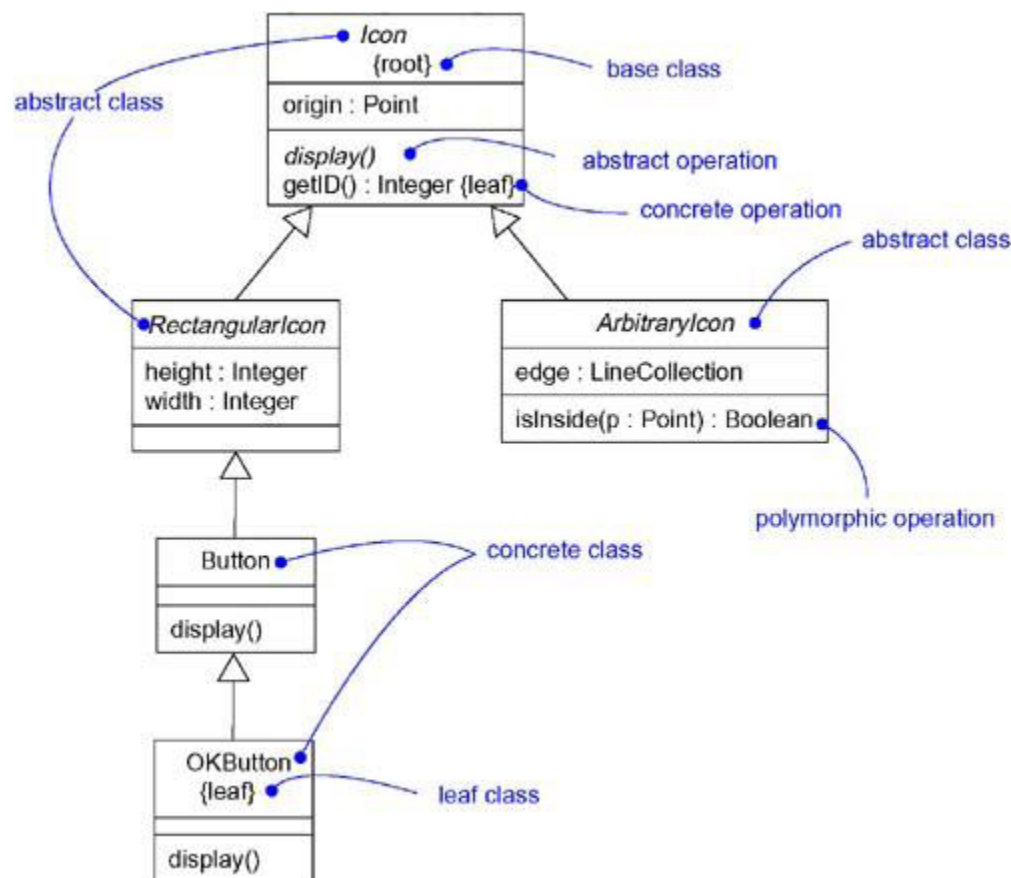 Icon
{root}
base class
abstract class
origin : Point
display()
abstract operation
getID() : Integer {leaf}
concrete operation
abstract class
RectangularIcon
ArbitraryIcon
height : Integer
width : Integer
edge : LineCollection
isInside(p : Point) : Boolean
polymorphic operation
Button
concrete class
display()
OKButton
{leaf}
leaf class
display()